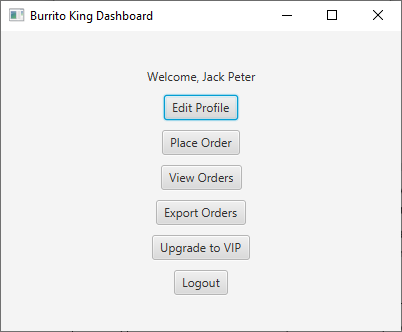 Burrito King Dashboard
Welcome, Jack Peter
Edit Profile
Place Order
View Orders
Export Orders
Upgrade to VIP
Logout